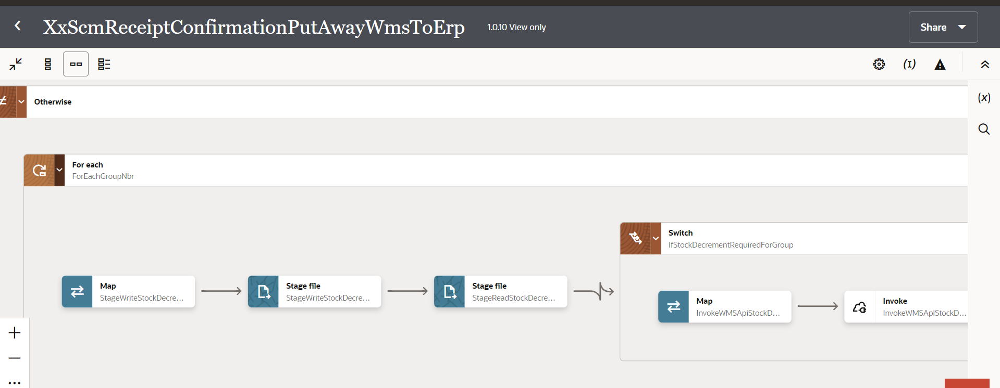 XxScmReceiptConfirmationPutAwayWmsToErp
1.0.10 View only
Share
(I)
(x)
Otherwise
For each
ForEachGroupNbr
Switch
IfStockDecrementRequiredForGroup
Map
StageWriteStockDecre...
Stage file
StageWriteStockDecre...
Stage file
StageReadStockDecre...
Map
InvokeWMSApiStockD...
Invoke
InvokeWMSApiStockD...